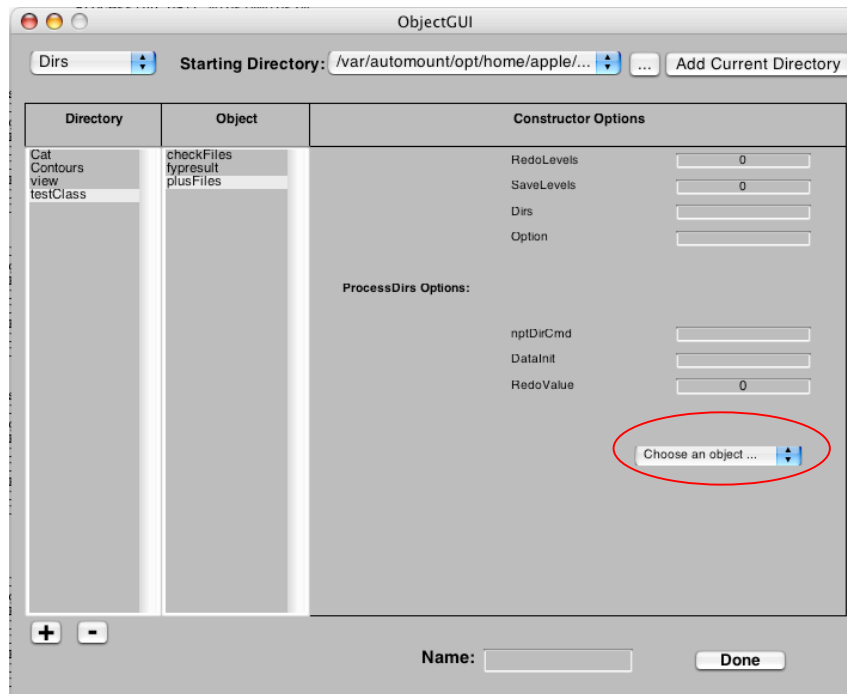 ObjectGUI
Dirs
Starting Directory: /var/automount/opt/home/apple/... ... Add Current Directory
Directory Object Constructor Options
Cat
Contours
view
testClass
checkFiles
fypresult
plusFiles
RedoLevels 0
SaveLevels 0
Dirs
Option
ProcessDirs Options:
nptDirCmd
DataInit
RedoValue 0
Choose an object ...
+ -
Name: Done